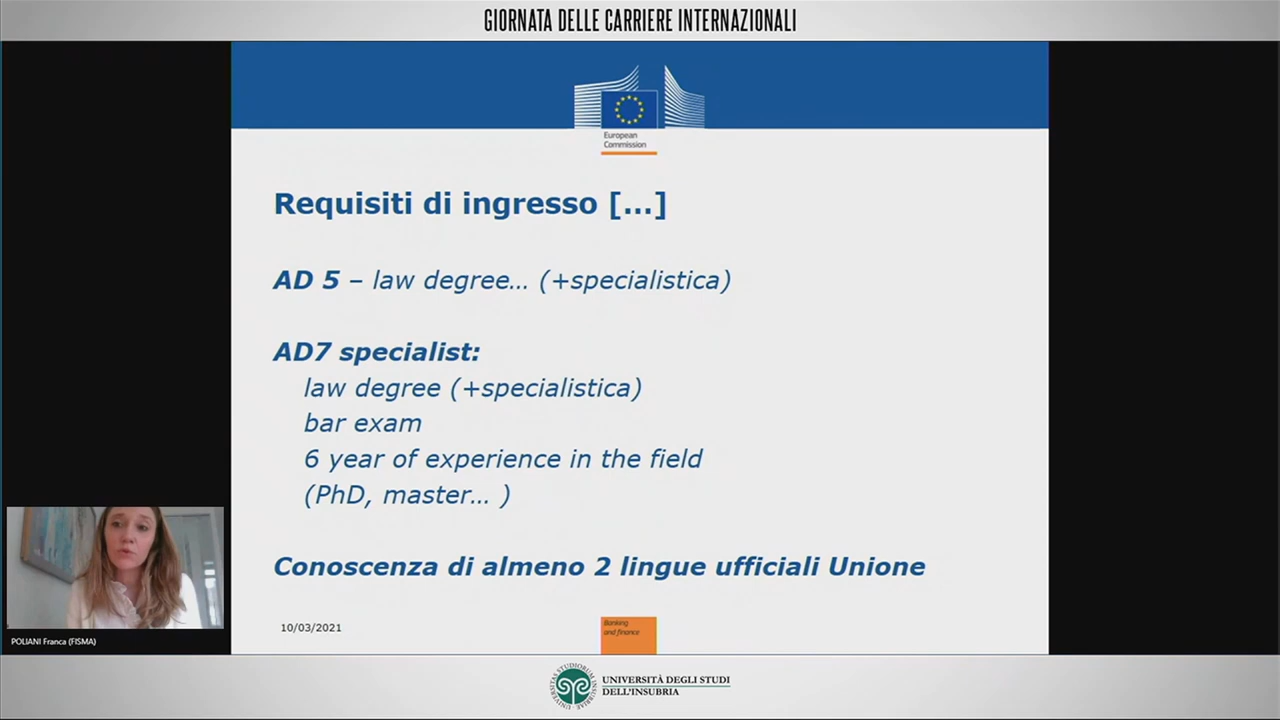 GIORNATA DELLE CARRIERE INTERNAZIONALI
European
Commission
Requisiti di ingresso [...]
AD 5 – law degree... (+specialistica)
AD7 specialist:
law degree (+specialistica)
bar exam
6 year of experience in the field
(PhD, master... )
Conoscenza di almeno 2 lingue ufficiali Unione
10/03/2021
Banking
and finance
POLIANI Franca (FISMA)
UNIVERSITÀ DEGLI STUDI
DELL'INSUBRIA